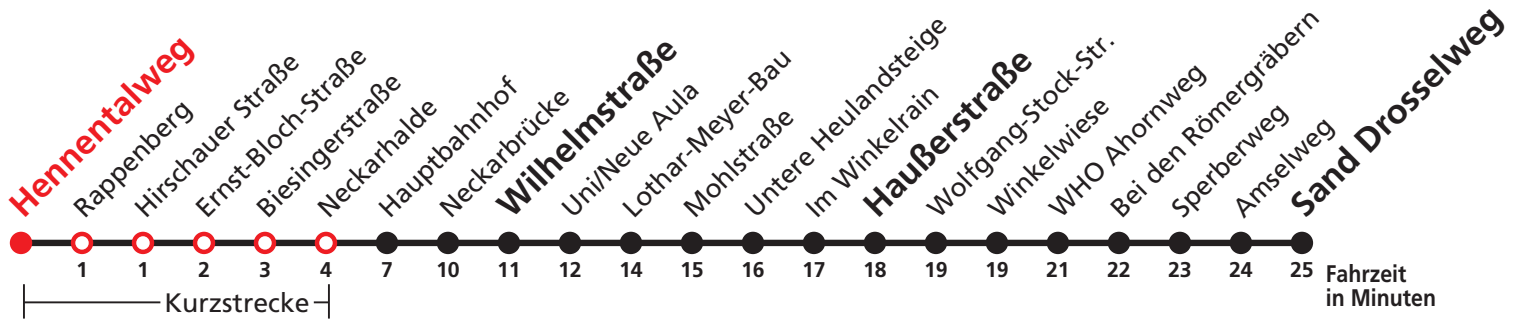 Hennentalweg
Rappenberg
Hirschauer Straße
Ernst-Bloch-Straße
Biesingerstraße
Neckarhalde
Hauptbahnhof
Neckarbrücke
Wilhelmstraße
Uni/Neue Aula
Lothar-Meyer-Bau
Mohlstraße
Untere Heulandsteige
Im Winkelrain
Haußerstraße
Wolfgang-Stock-Str.
Winkelwiese
WHO Ahornweg
Bei den Römergräbern
Sperberweg
Amselweg
Sand Drosselweg
1 1 2 3 4 7 10 11 12 14 15 16 17 18 19 19 21 22 23 24 25 Fahrzeit
in Minuten
Kurzstrecke